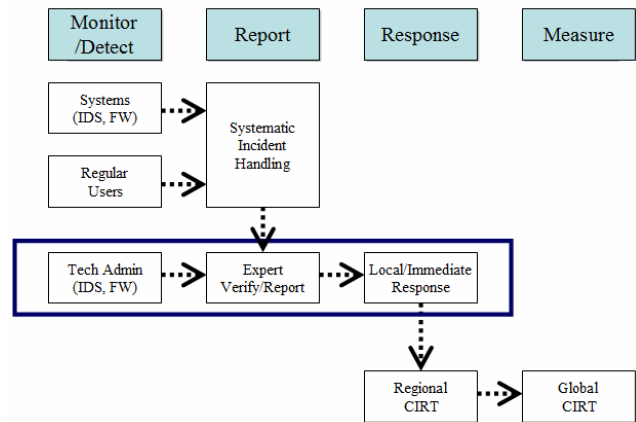 Monitor
/Detect
Report
Response
Measure
Systems
(IDS, FW)
Systematic
Incident
Handling
Regular
Users
Tech Admin
(IDS, FW)
Expert
Verify/Report
Local/Immediate
Response
Regional
CIRT
Global
CIRT